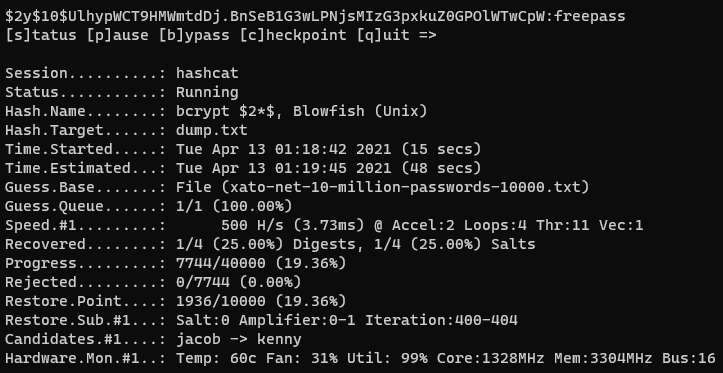 $2y$10$UlhypWCT9HMWmtdDj.BnSeB1G3wLPNjsMIzG3pxkuZ0GPOlWTwCpW:freepass
[s]tatus [p]ause [b]ypass [c]heckpoint [q]uit =>
Session..........: hashcat
Status...........: Running
Hash.Name........: bcrypt $2*$, Blowfish (Unix)
Hash.Target......: dump.txt
Time.Started.....: Tue Apr 13 01:18:42 2021 (15 secs)
Time.Estimated...: Tue Apr 13 01:19:45 2021 (48 secs)
Guess.Base.......: File (xato-net-10-million-passwords-10000.txt)
Guess.Queue......: 1/1 (100.00%)
Speed.#1.........:      500 H/s (3.73ms) @ Accel:2 Loops:4 Thr:11 Vec:1
Recovered........: 1/4 (25.00%) Digests, 1/4 (25.00%) Salts
Progress.........: 7744/40000 (19.36%)
Rejected.........: 0/7744 (0.00%)
Restore.Point....: 1936/10000 (19.36%)
Restore.Sub.#1...: Salt:0 Amplifier:0-1 Iteration:400-404
Candidates.#1....: jacob -> kenny
Hardware.Mon.#1..: Temp: 60c Fan: 31% Util: 99% Core:1328MHz Mem:3304MHz Bus:16